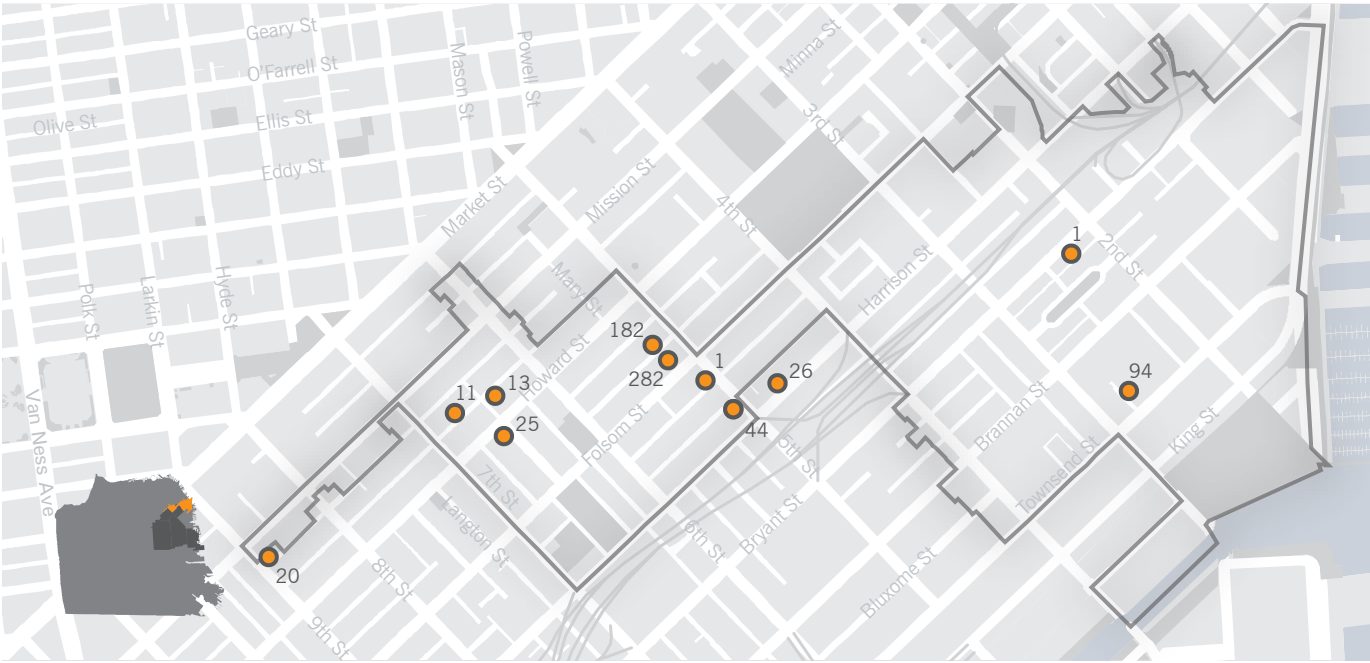 Geary St
O'Farrell St
Mason St
Powell St
Minna St
Olive St
Ellis St
3rd St
Eddy St
Market St
Mission St
4th St
1
2nd St
Polk St
Larkin St
Hyde St
Mary St
Harrison St
182
282
Howard St
1
26
94
11
13
25
44
Van Ness Ave
Folsom St
5th St
Brannan St
King St
7th St
Langton St
6th St
Bryant St
Townsend St
20
8th St
9th St
Bluxome St